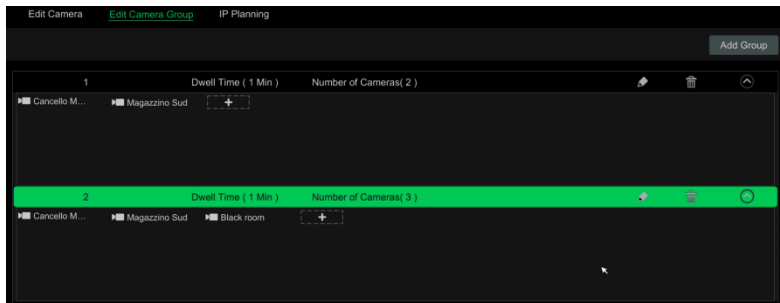 Edit Camera Edit Camera Group IP Planning
Add Group
1 Dwell Time ( 1 Min ) Number of Cameras( 2 )
Cancello M... Magazzino Sud +
2 Dwell Time ( 1 Min ) Number of Cameras( 3 )
Cancello M... Magazzino Sud Black room +